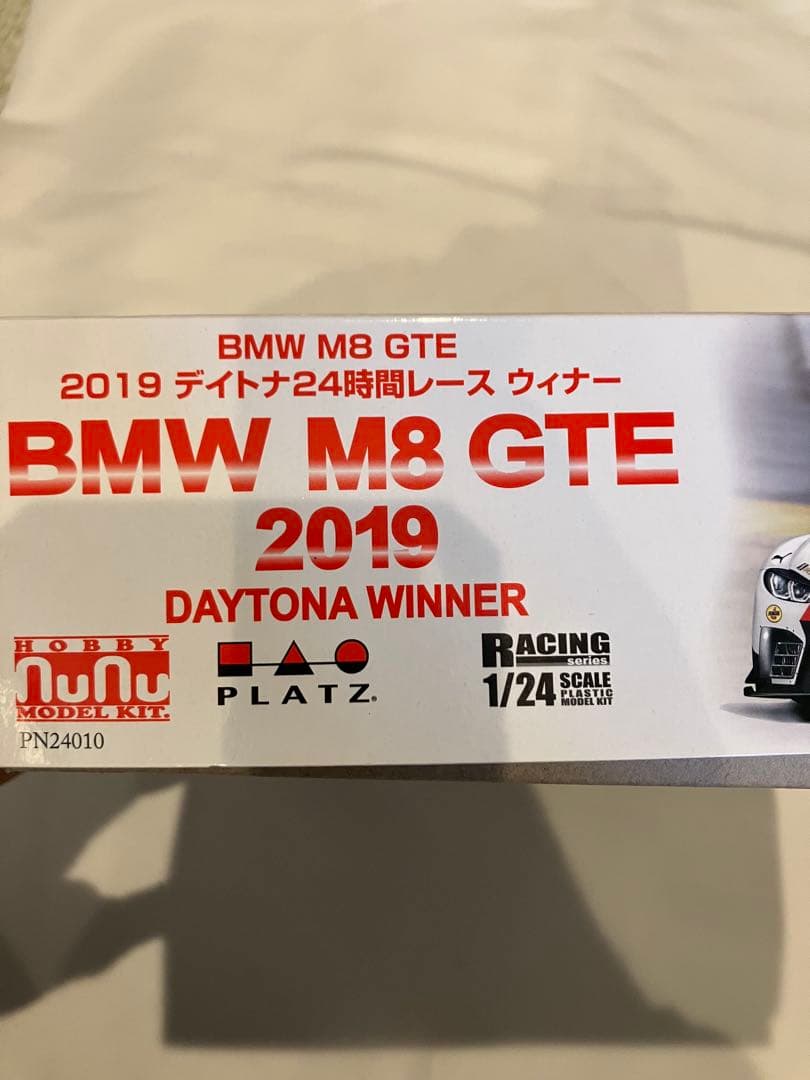 BMW M8 GTE
2019 デイトナ24時間レース ウィナー
BMW M8 GTE
2019
DAYTONA WINNER
HOBBY
NuNu
MODEL KIT.
PN24010
PLATZ.
RACING
series
1/24 SCALE
PLASTIC
MODEL KIT